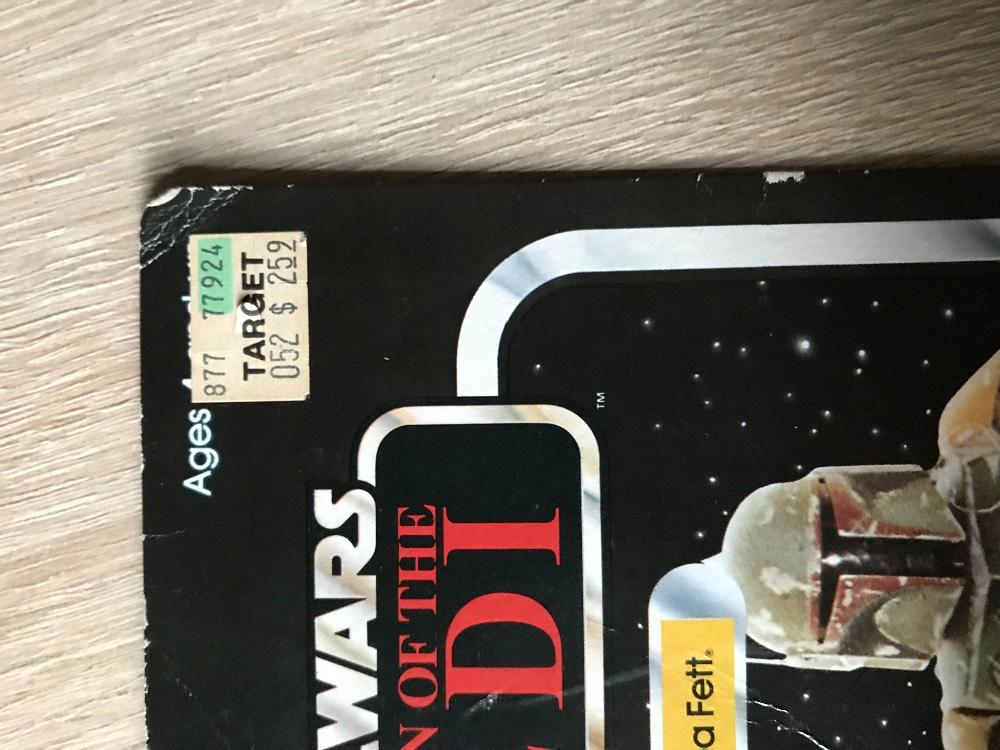 Ages
877 77924
TARGET
052 $ 259
WARS
N OF THE
DI
TM
a Fett.®